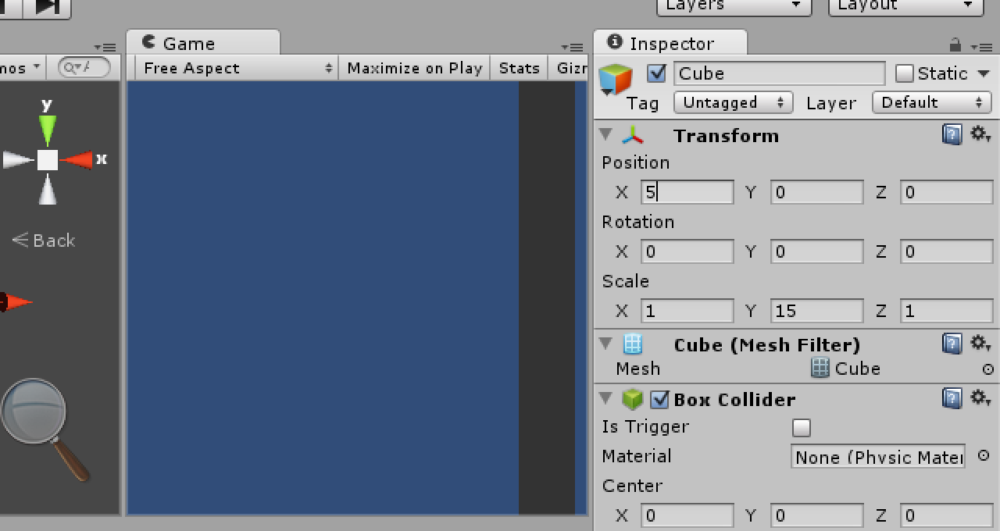 Layers Layout
Game
Inspector
mos
Free Aspect Maximize on Play Stats Gizr
Cube Static
Tag Untagged Layer Default
y
x
Back
Transform
Position
X 5 Y 0 Z 0
Rotation
X 0 Y 0 Z 0
Scale
X 1 Y 15 Z 1
Cube (Mesh Filter)
Mesh Cube
Box Collider
Is Trigger
Material None (Physic Mater
Center
X 0 Y 0 Z 0